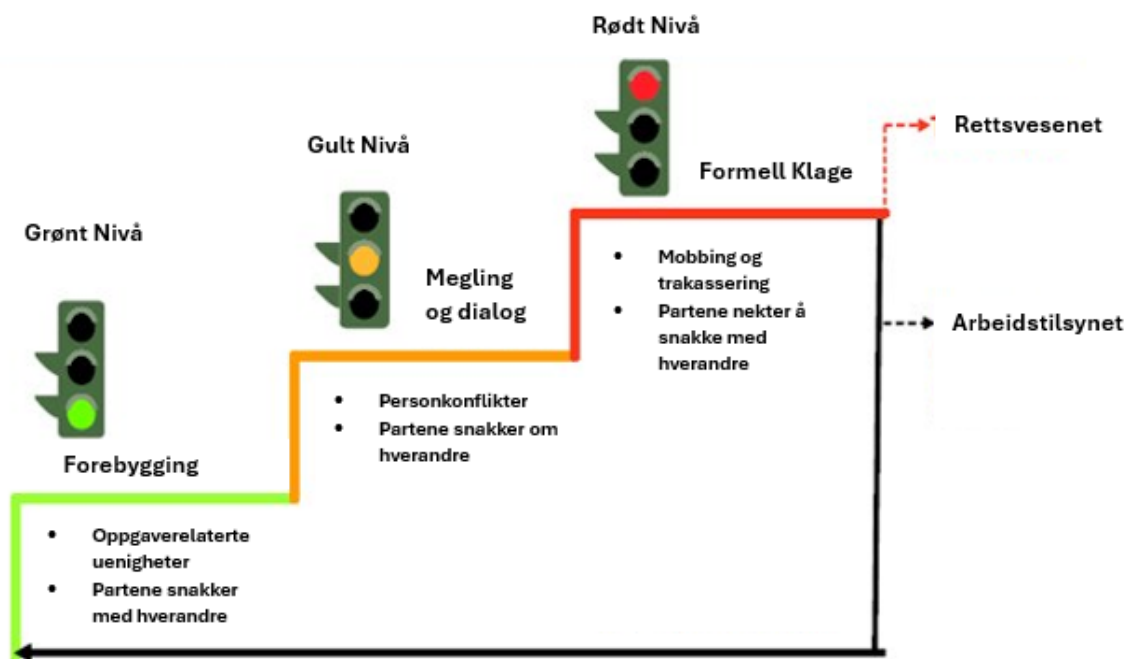 Rødt Nivå
Formell Klage
• Mobbing og
trakassering
• Partene nekter å
snakke med
hverandre
Rettsvesenet
Arbeidstilsynet
Gult Nivå
Megling
og dialog
• Personkonflikter
• Partene snakker om
hverandre
Grønt Nivå
Forebygging
• Oppgaverelaterte
uenigheter
• Partene snakker
med hverandre